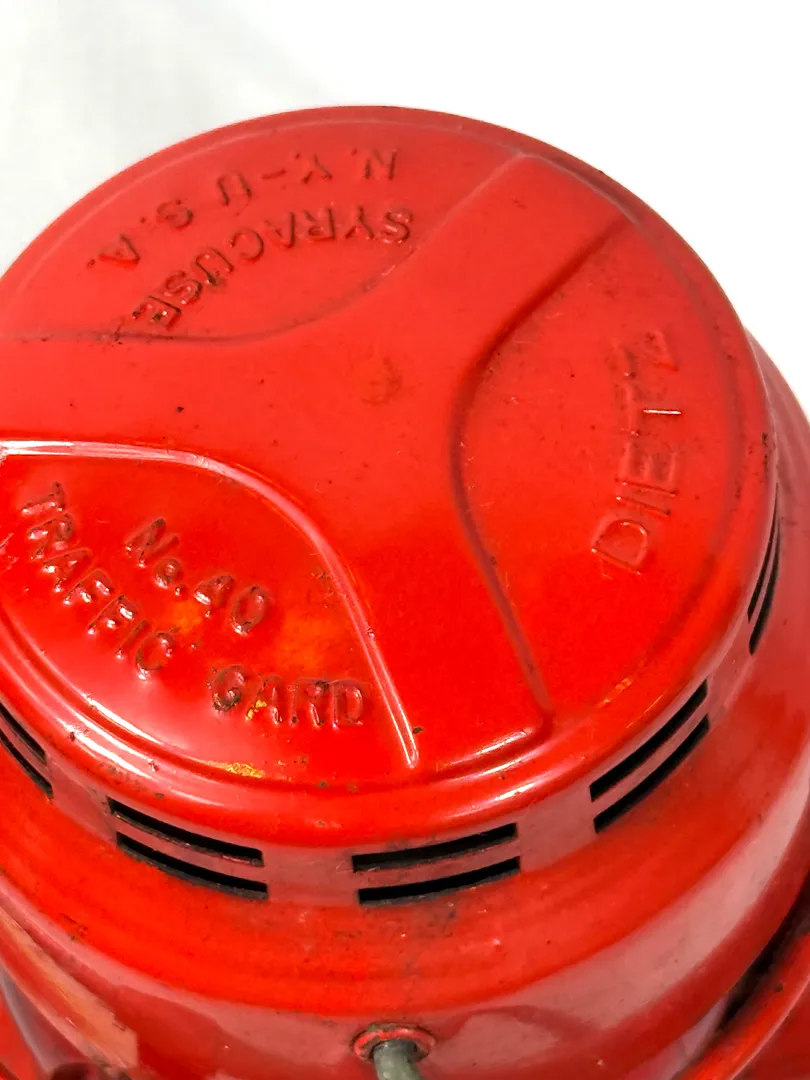 DIETZ
No. 40
TRAFFIC GARD
SYRACUSE
N.Y.-U.S.A.